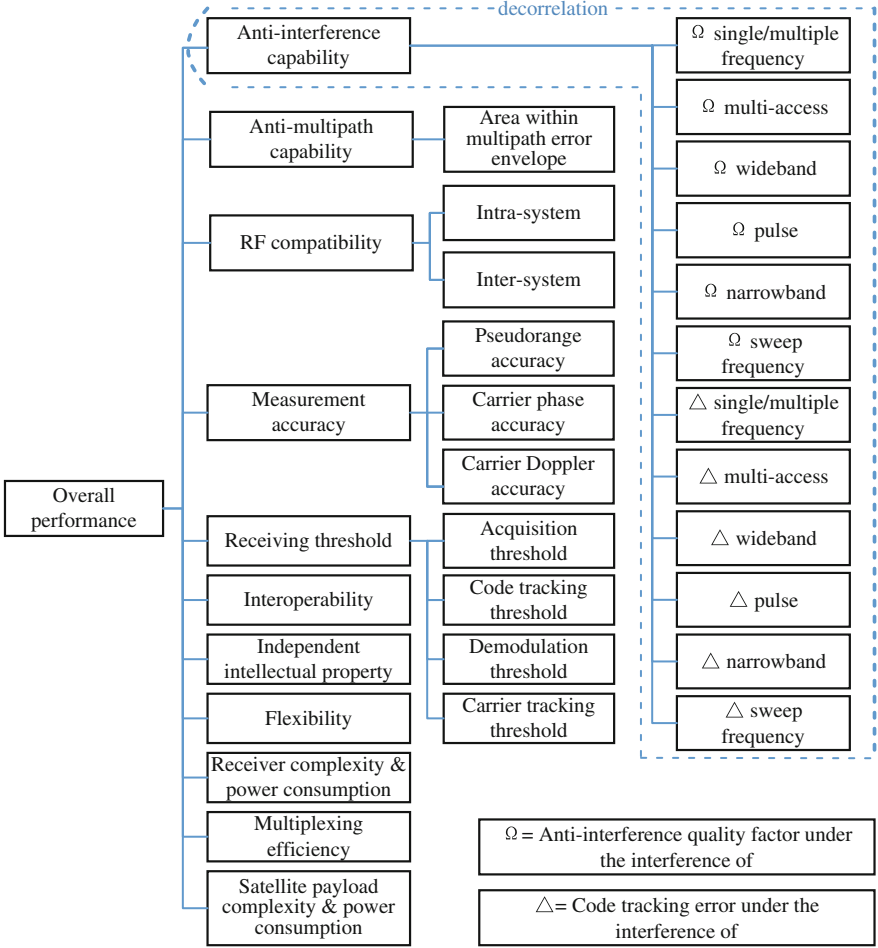 decorrelation
Anti-interference
capability
Ω single/multiple
frequency
Ω multi-access
Ω wideband
Ω pulse
Ω narrowband
Ω sweep
frequency
△ single/multiple
frequency
△ multi-access
△ wideband
△ pulse
△ narrowband
△ sweep
frequency
Anti-multipath
capability
Area within
multipath error
envelope
RF compatibility
Intra-system
Inter-system
Measurement
accuracy
Pseudorange
accuracy
Carrier phase
accuracy
Carrier Doppler
accuracy
Overall
performance
Receiving threshold
Acquisition
threshold
Code tracking
threshold
Demodulation
threshold
Carrier tracking
threshold
Interoperability
Independent
intellectual property
Flexibility
Receiver complexity &
power consumption
Multiplexing
efficiency
Satellite payload
complexity & power
consumption
Ω = Anti-interference quality factor under
the interference of
△= Code tracking error under the
interference of